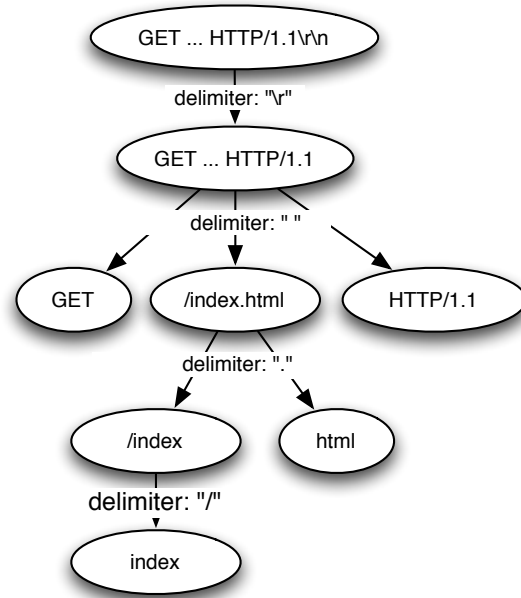 GET ... HTTP/1.1\r\n
delimiter: "\r"
GET ... HTTP/1.1
delimiter: " "
GET
/index.html
HTTP/1.1
delimiter: "."
/index
html
delimiter: "/"
index